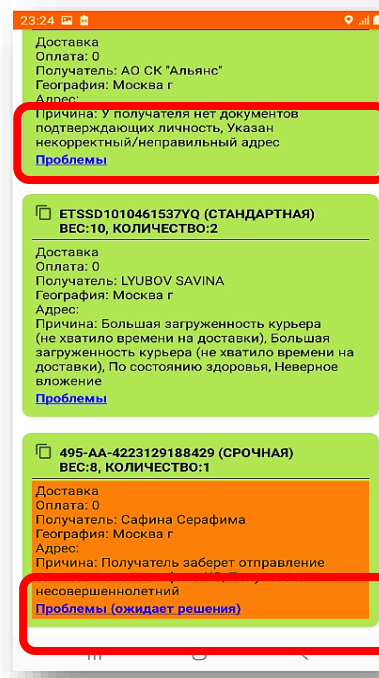 23:24
Доставка
Оплата: 0
Получатель: АО СК "Альянс"
География: Москва г
Адрес:
Причина: У получателя нет документов
подтверждающих личность, Указан
некорректный/неправильный адрес
Проблемы
ETSSD1010461537YQ (СТАНДАРТНАЯ)
ВЕС:10, КОЛИЧЕСТВО:2
Доставка
Оплата: 0
Получатель: LYUBOV SAVINA
География: Москва г
Адрес:
Причина: Большая загруженность курьера
(не хватило времени на доставки), Большая
загруженность курьера (не хватило времени на
доставки), По состоянию здоровья, Неверное
вложение
Проблемы
495-АА-4223129188429 (СРОЧНАЯ)
ВЕС:8, КОЛИЧЕСТВО:1
Доставка
Оплата: 0
Получатель: Сафина Серафима
География: Москва г
Адрес:
Причина: Получатель заберет отправление
несовершеннолетний
Проблемы (ожидает решения)